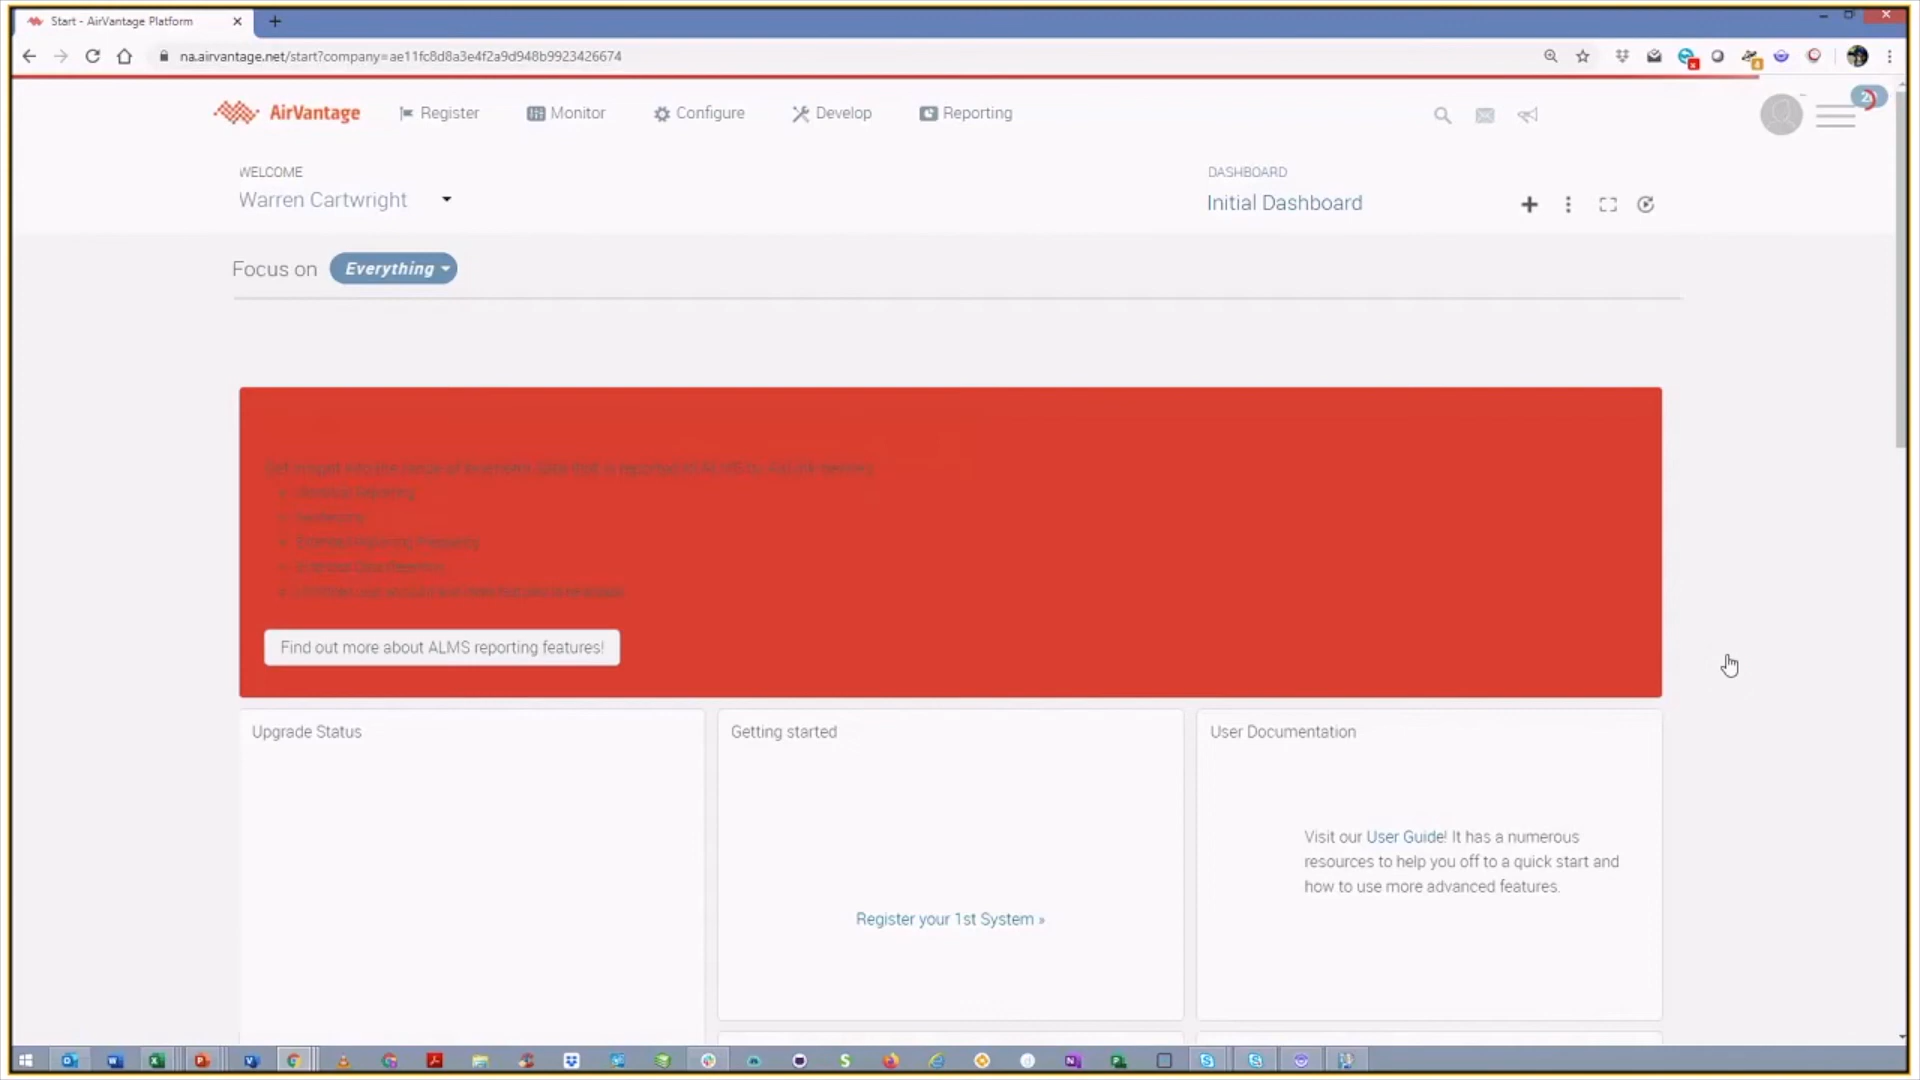 Start - AirVantage Platform
na.airvantage.net/start?company=ae11fc8d8a3e4f2a9d948b9923426674
AirVantage
Register
Monitor
Configure
Develop
Reporting
WELCOME
Warren Cartwright
DASHBOARD
Initial Dashboard
Focus on
Everything
Find out more about ALMS reporting features!
Upgrade Status
Getting started
Register your 1st System »
User Documentation
Visit our User Guide! It has a numerous
resources to help you off to a quick start and
how to use more advanced features.